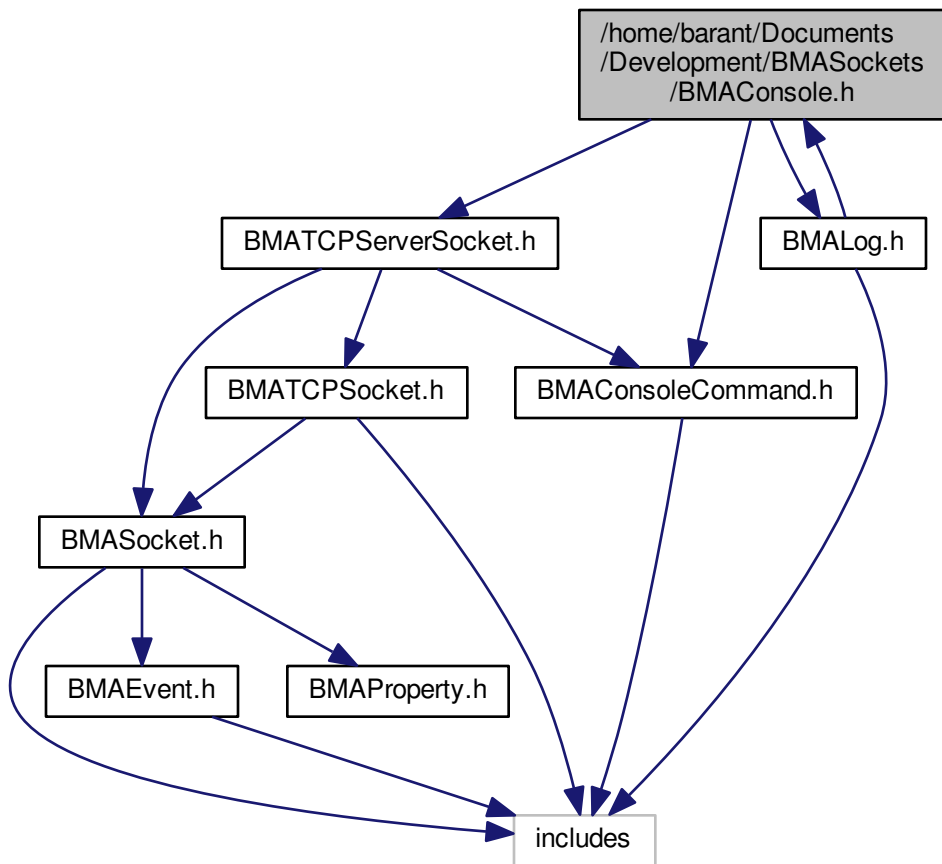 /home/barant/Documents
/Development/BMASockets
/BMAConsole.h
BMATCPServerSocket.h
BMALog.h
BMATCPSocket.h
BMAConsoleCommand.h
BMASocket.h
BMAEvent.h
BMAProperty.h
includes